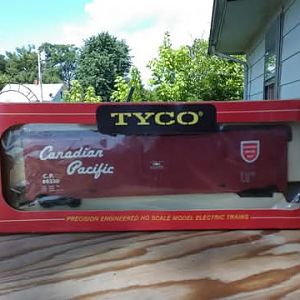 TYCO
Canadian
Pacific
C.P.
PRECISION ENGINEERED HO SCALE MODEL ELECTRIC TRAINS